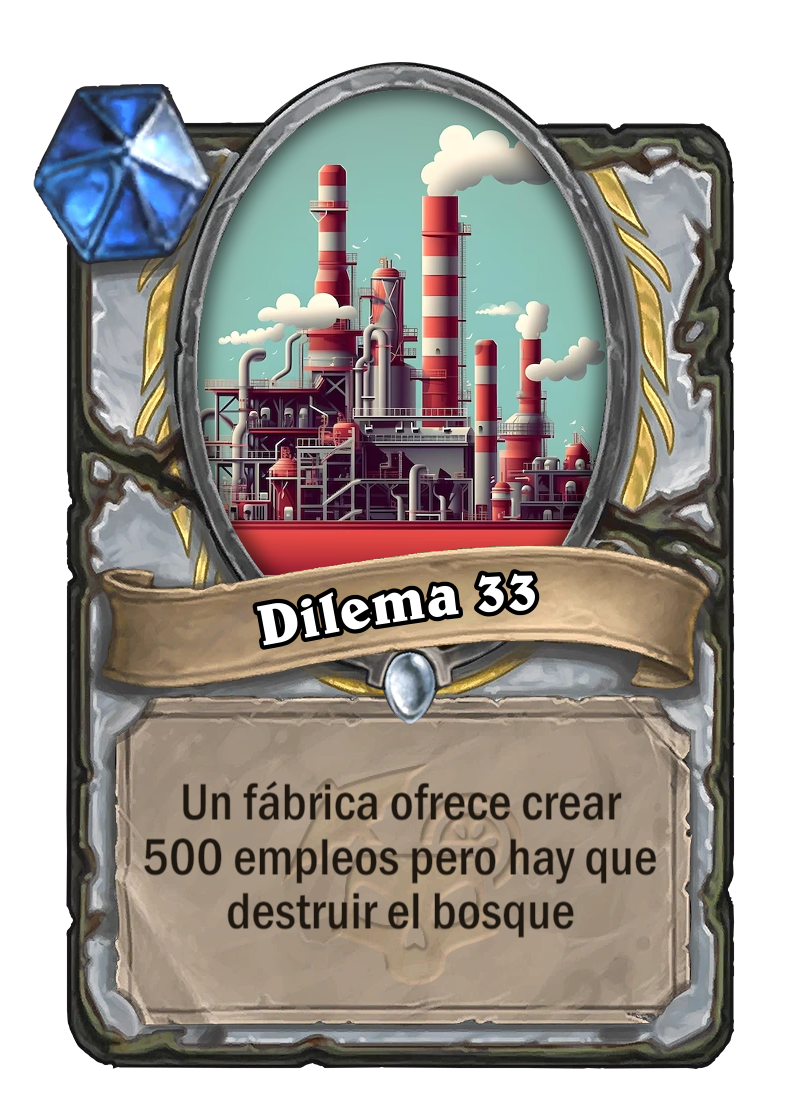 Dilema 33
Un fábrica ofrece crear
500 empleos pero hay que
destruir el bosque